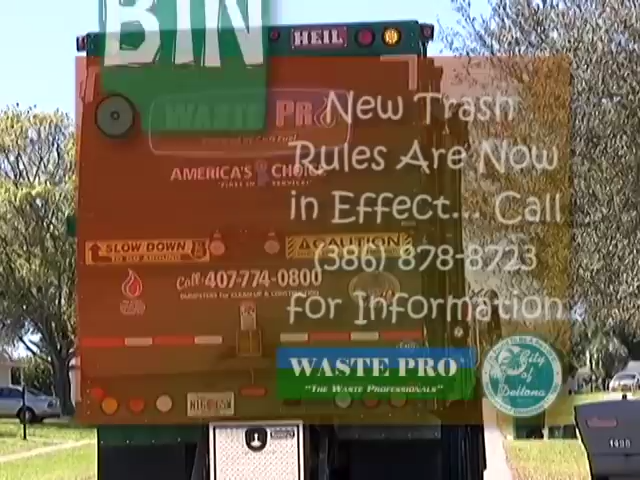 BIN
HEIL
WASTE PRO
New Trash
Rules Are Now
in Effect... Call
(386) 878-8723
for Information
AMERICA'S CHOICE
SLOW DOWN
CAUTION
Call 407-774-0800
WASTE PRO
"THE WASTE PROFESSIONALS"
City
of
Deltona